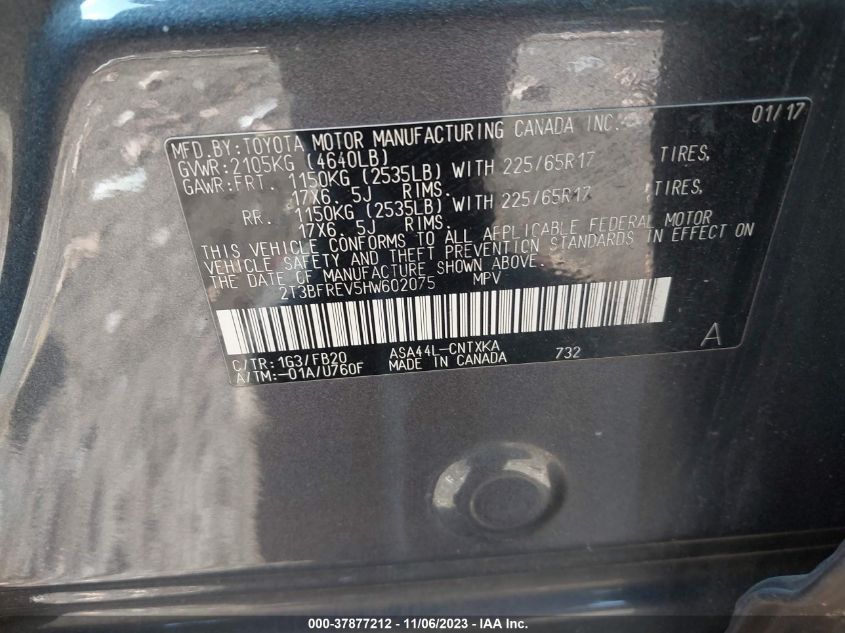 01/17
MFD.BY:TOYOTA MOTOR MANUFACTURING CANADA INC.
GVWR:2105KG (4640LB)
GAWR:FRT. 1150KG (2535LB) WITH 225/65R17 TIRES,
17X6.5J RIMS.
RR. 1150KG (2535LB) WITH 225/65R17 TIRES,
17X6.5J RIMS.
THIS VEHICLE CONFORMS TO ALL APPLICABLE FEDERAL MOTOR
VEHICLE SAFETY AND THEFT PREVENTION STANDARDS IN EFFECT ON
THE DATE OF MANUFACTURE SHOWN ABOVE.
2T3BFREV5HW602075 MPV
A
C/TR:1G3/FB20 ASA44L-CNTXKA 732
A/TM:-01A/U760F MADE IN CANADA
000-37877212 - 11/06/2023 - IAA Inc.